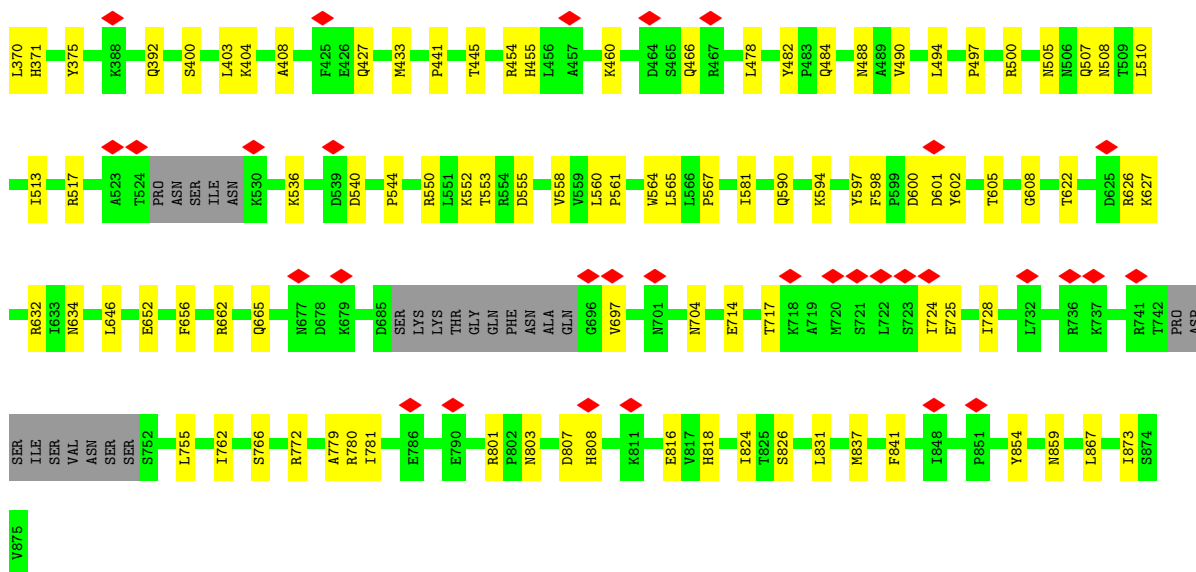 L370 H371 Y375 K388 Q392 S400 L403 K404 A408 F425 E426 Q427 M433 P441 T445 R454 H455 L456 A457 K460 D464 S465 Q466 R467 L478 Y482 P483 Q484 N488 A489 V490 L494 P497 R500 N505 N506 Q507 N508 T509 L510
I513 R517 A523 T524 PRO ASN SER ILE ASN K530 K536 D539 D540 P544 R550 L551 K552 T553 R554 D555 V558 V559 L560 P561 W564 L565 L566 P567 I581 Q590 K594 Y597 F598 P599 D600 D601 Y602 T605 G608 T622 D625 R626 K627
R632 I633 N634 L646 E652 F656 R662 Q665 N677 D678 K679 D685 SER LYS LYS THR GLY GLN PHE ASN ALA GLN G696 V697 N701 N704 E714 T717 K718 A719 M720 S721 L722 S723 I724 E725 I728 L732 R736 K737 R741 T742 PRO ASP
SER ILE SER VAL ASN SER SER S752 L755 I762 S766 R772 A779 R780 I781 E786 E790 R801 P802 N803 D807 H808 K811 E816 V817 H818 I824 T825 S826 L831 M837 F841 I848 P851 Y854 N859 L867 I873 S874
V875